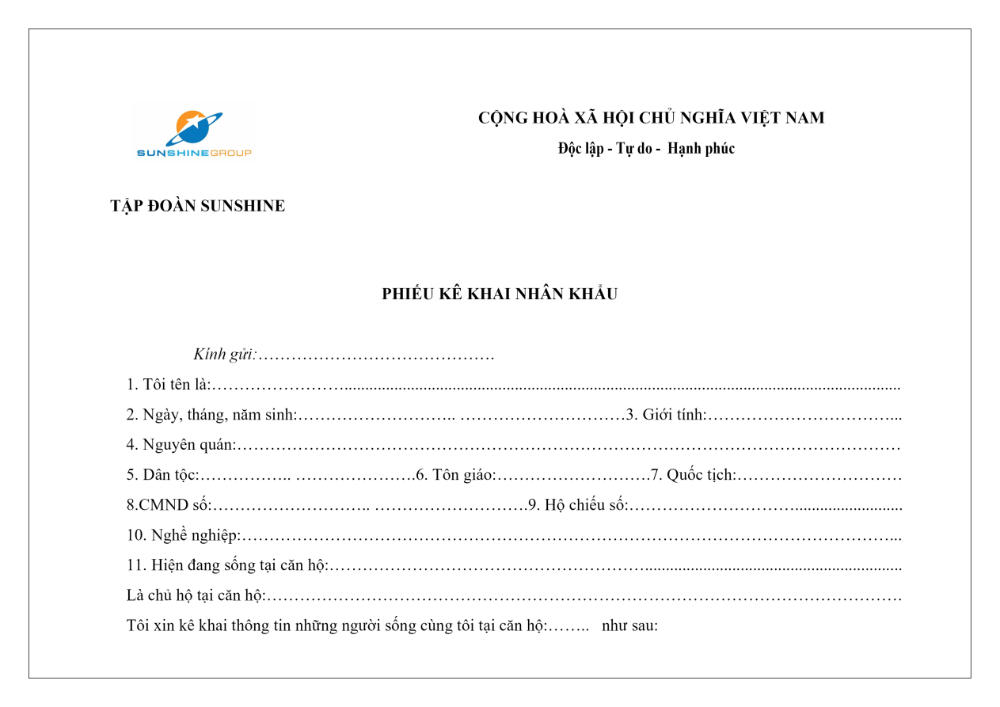 SUNSHINEGROUP
CỘNG HOÀ XÃ HỘI CHỦ NGHĨA VIỆT NAM
Độc lập - Tự do - Hạnh phúc
TẬP ĐOÀN SUNSHINE
PHIẾU KÊ KHAI NHÂN KHẨU
Kính gửi:…………………………………….
1. Tôi tên là:……………………......................................................................................................................................
2. Ngày, tháng, năm sinh:……………………….. …………………………3. Giới tính:……………………………...
4. Nguyên quán:…………………………………………………………………………………………………………
5. Dân tộc:…………….. ………………….6. Tôn giáo:……………………….7. Quốc tịch:…………………………
8.CMND số:……………………….. ……………………….9. Hộ chiếu số:…………………………..........................
10. Nghề nghiệp:………………………………………………………………………………………………………...
11. Hiện đang sống tại căn hộ:…………………………………………………..............................................................
Là chủ hộ tại căn hộ:……………………………………………………………………………………………………
Tôi xin kê khai thông tin những người sống cùng tôi tại căn hộ:…….. như sau: